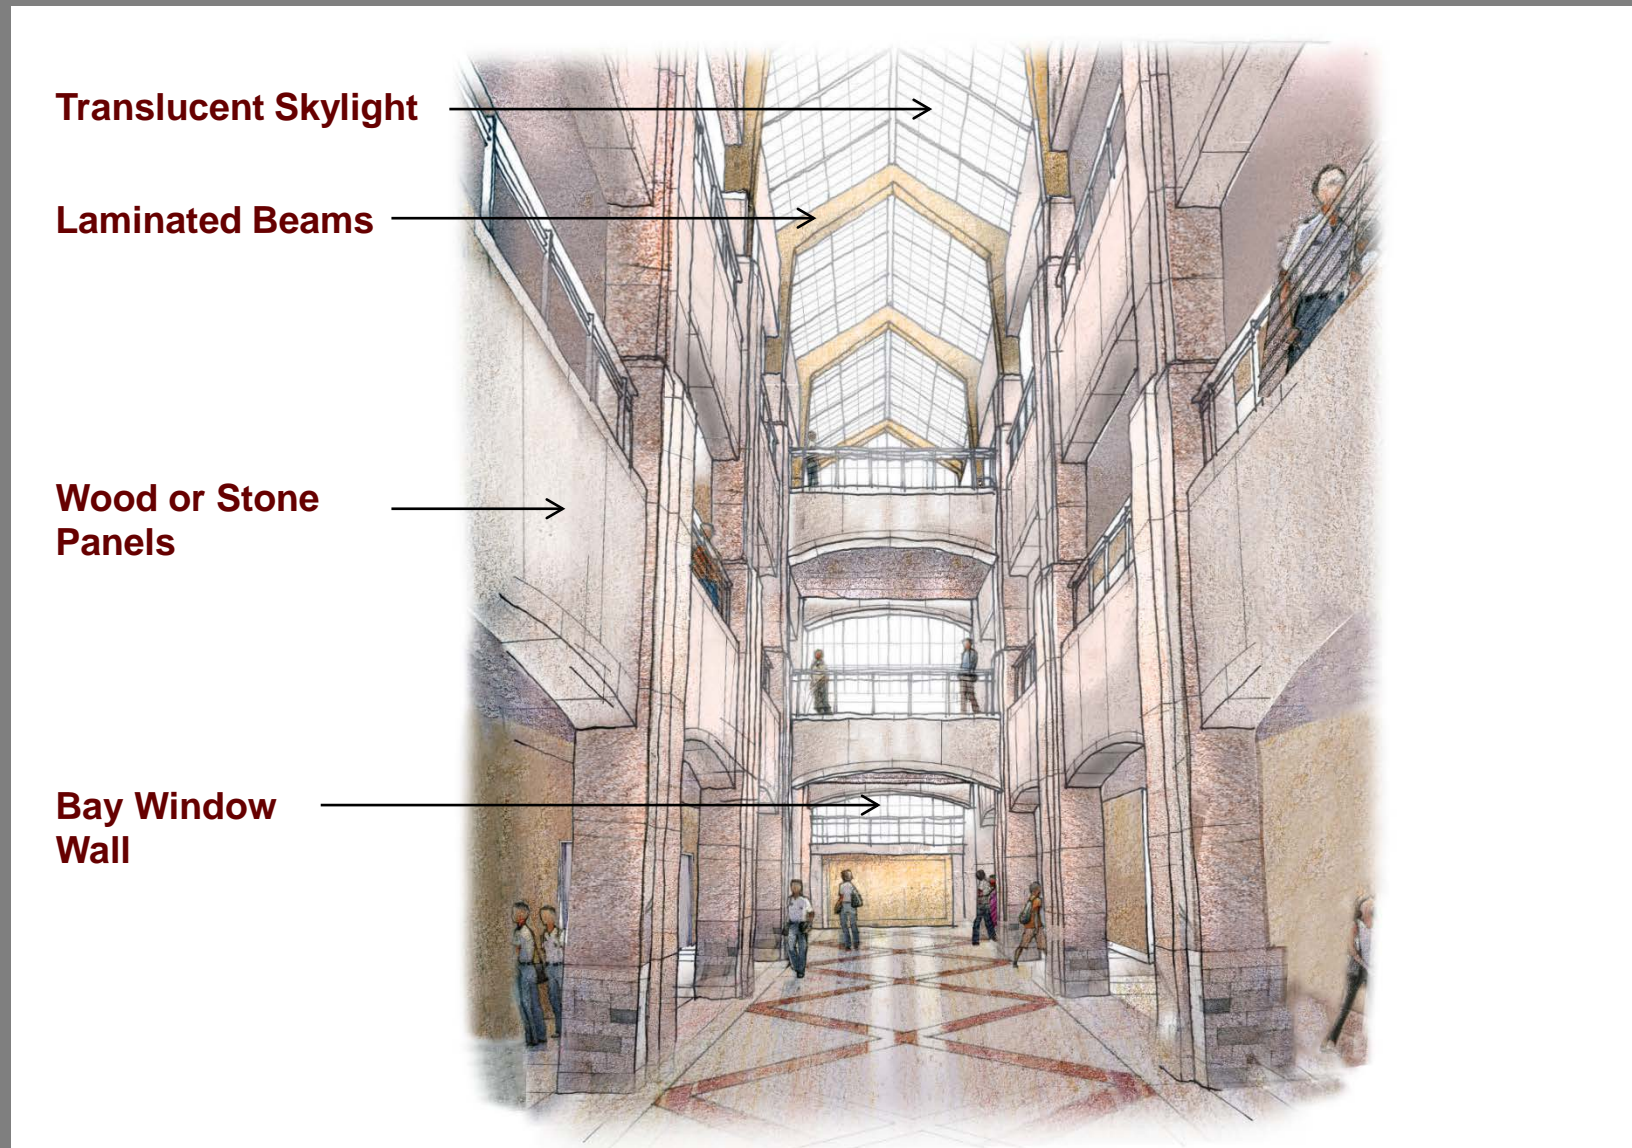 Translucent Skylight
Laminated Beams
Wood or Stone
Panels
Bay Window
Wall